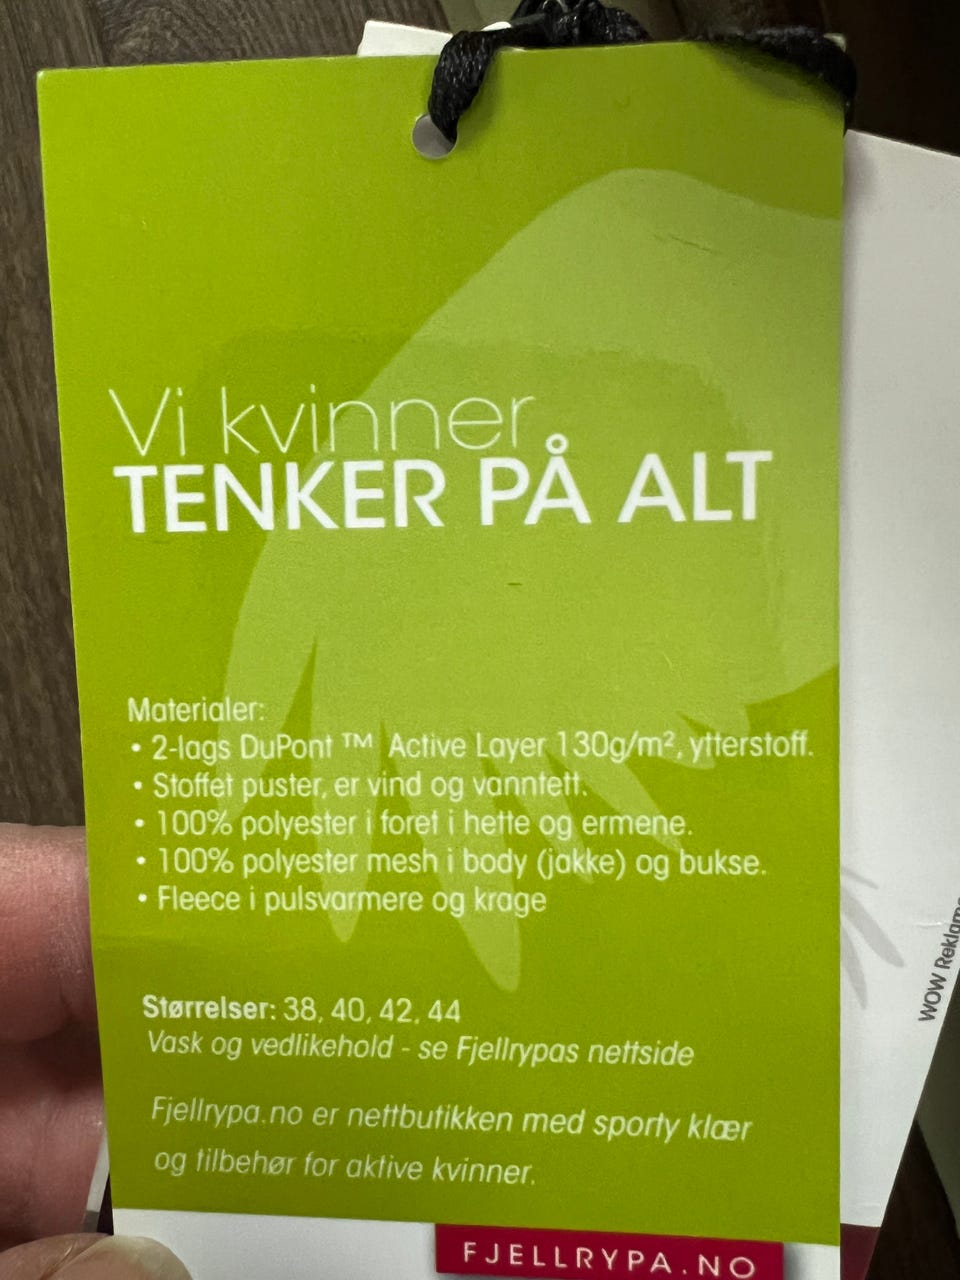 Vi kvinner
TENKER PÅ ALT
Materialer:
• 2-lags DuPont ™ Active Layer 130g/m², ytterstoff.
• Stoffet puster, er vind og vanntett.
• 100% polyester i foret i hette og ermene.
• 100% polyester mesh i body (jakke) og bukse.
• Fleece i pulsvarmere og krage
Størrelser: 38, 40, 42, 44
Vask og vedlikehold - se Fjellrypas nettside
Fjellrypa.no er nettbutikken med sporty klær
og tilbehør for aktive kvinner.
FJELLRYPA.NO
WOW